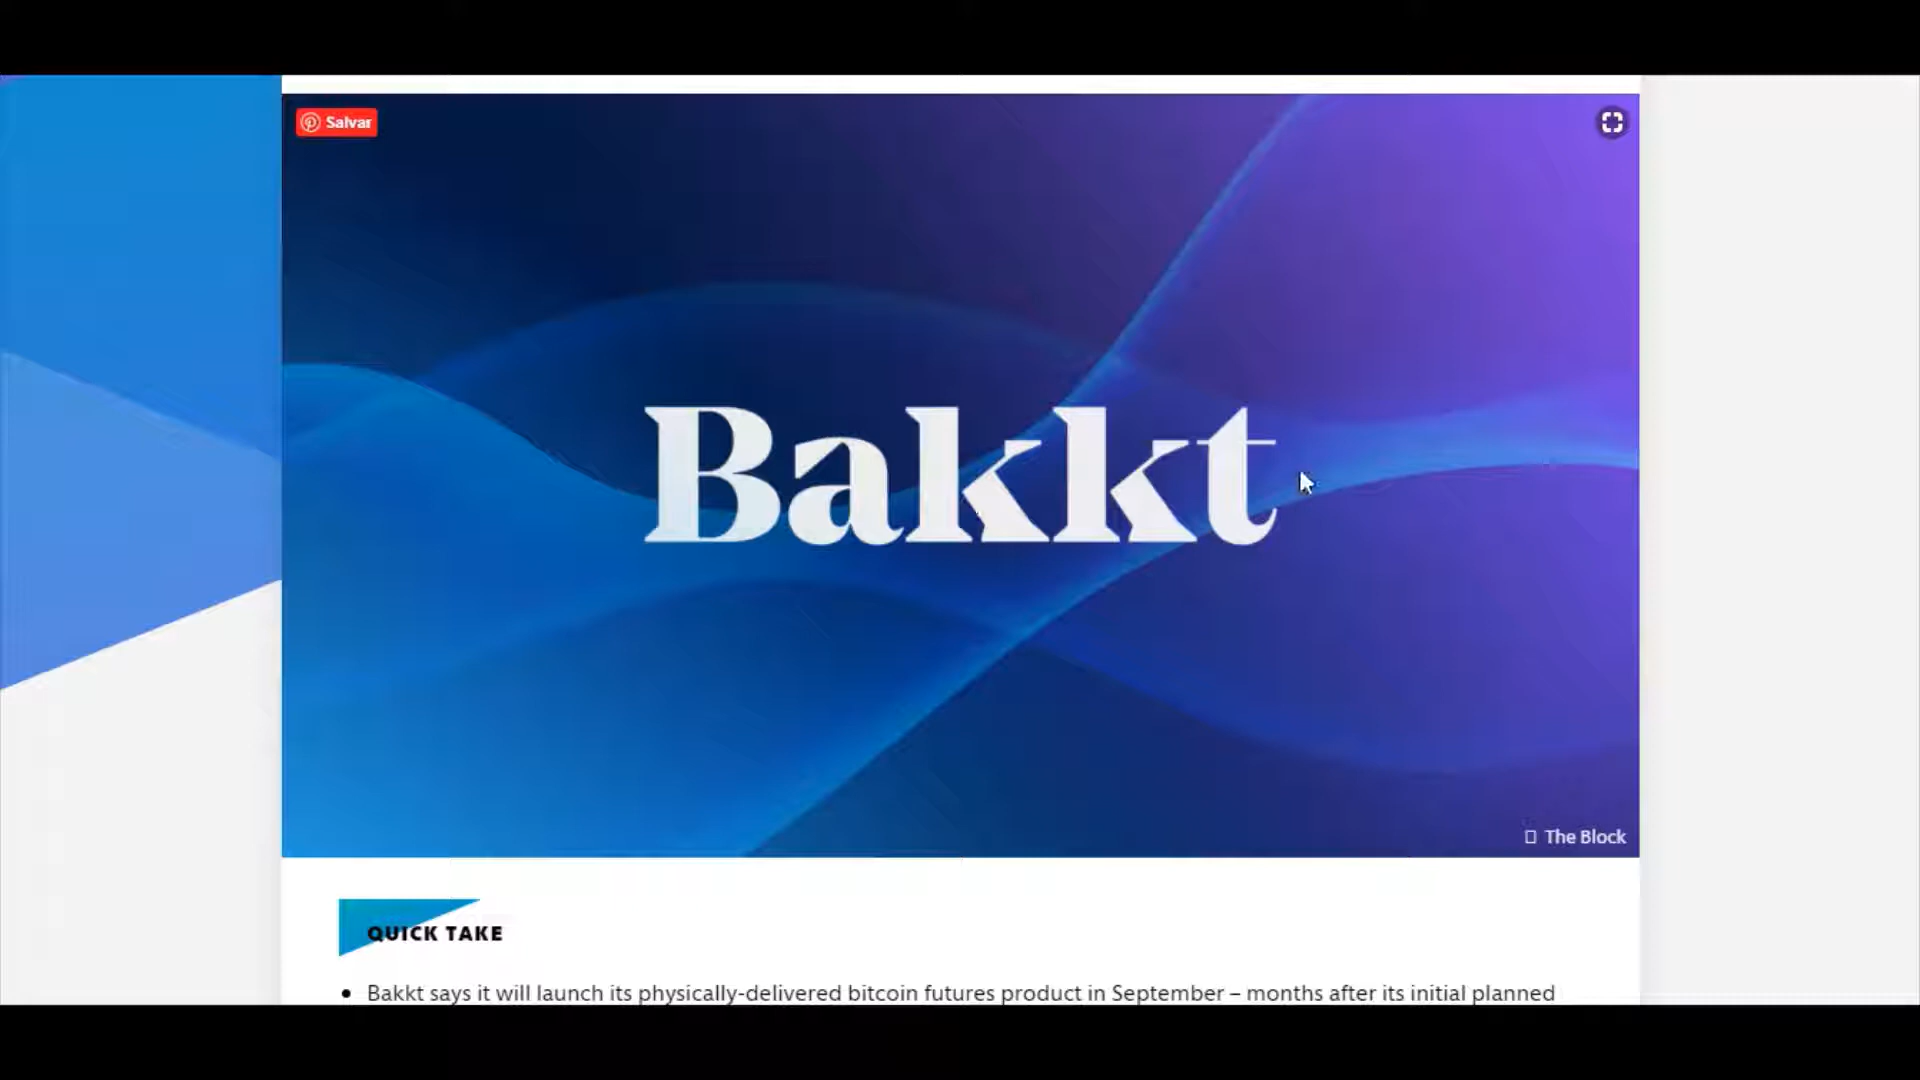 Salvar
Bakkt
The Block
QUICK TAKE
• Bakkt says it will launch its physically-delivered bitcoin futures product in September – months after its initial planned